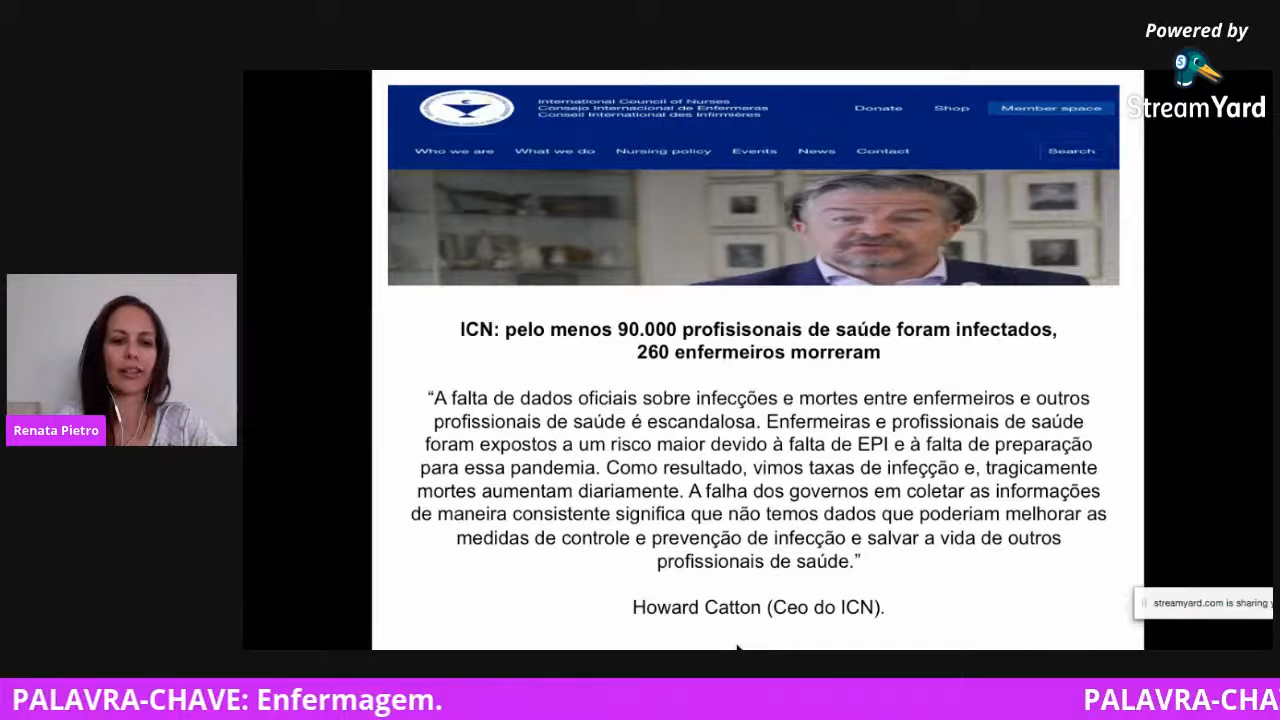 Powered by
StreamYard
International Council of Nurses
Consejo Internacional de Enfermeras
Conseil International des Infirmières
Donate Shop Member space
Who we are What we do Nursing policy Events News Contact Search
ICN: pelo menos 90.000 profisisonais de saúde foram infectados,
260 enfermeiros morreram
“A falta de dados oficiais sobre infecções e mortes entre enfermeiros e outros
profissionais de saúde é escandalosa. Enfermeiras e profissionais de saúde
foram expostos a um risco maior devido à falta de EPI e à falta de preparação
para essa pandemia. Como resultado, vimos taxas de infeçção e, tragicamente
mortes aumentam diariamente. A falha dos governos em coletar as informações
de maneira consistente significa que não temos dados que poderiam melhorar as
medidas de controle e prevenção de infecção e salvar a vida de outros
profissionais de saúde.”
Howard Catton (Ceo do ICN).
Renata Pietro
streamyard.com is sharing y
PALAVRA-CHAVE: Enfermagem. PALAVRA-CHA